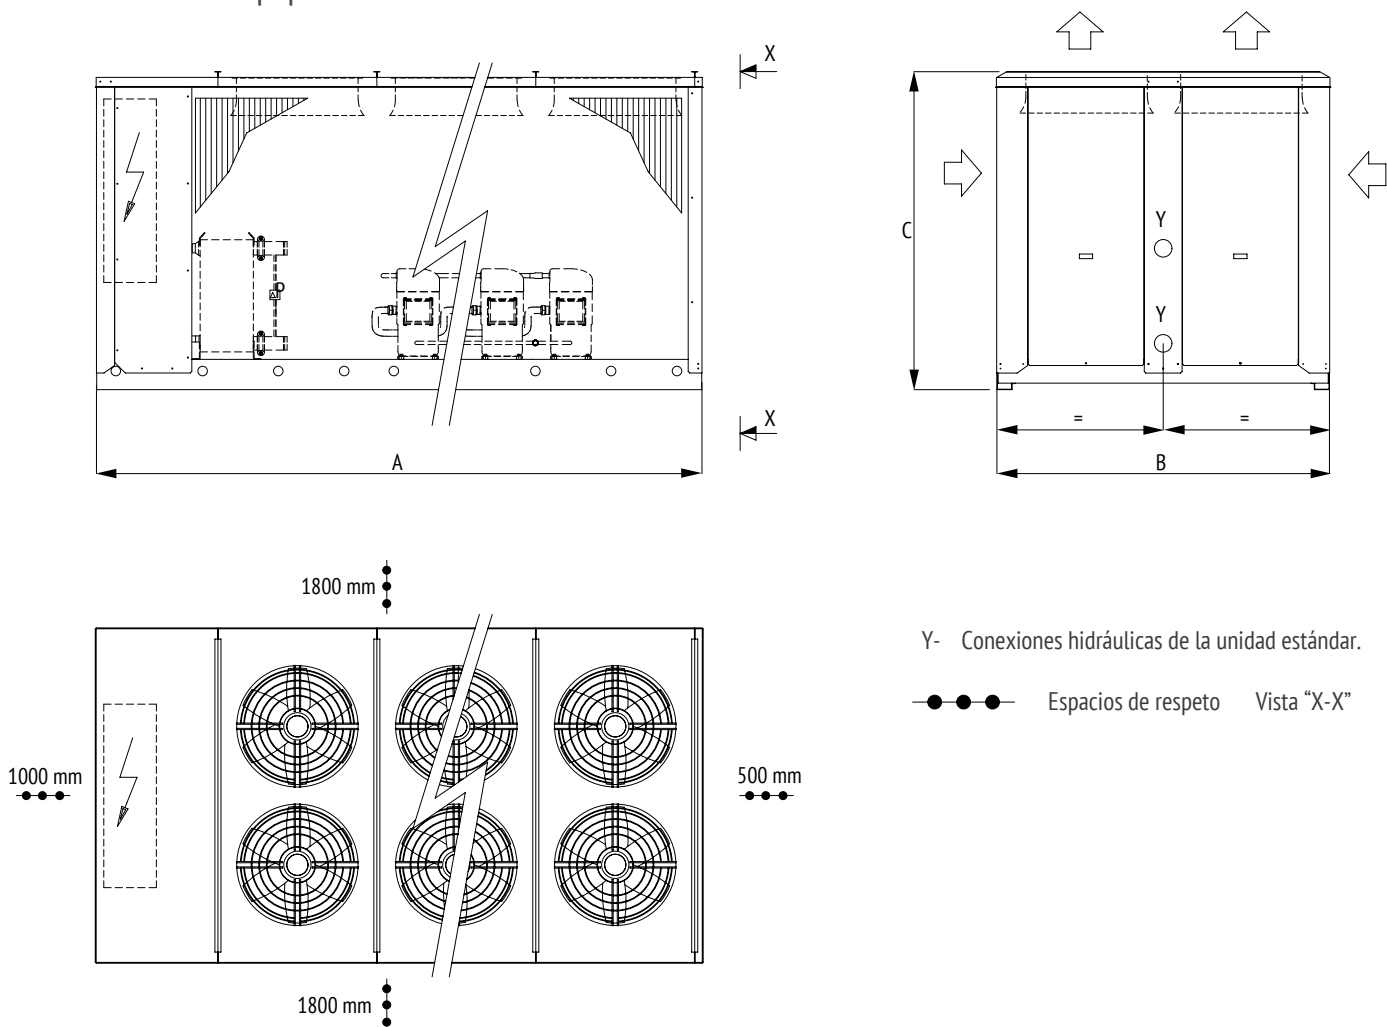 X
C
Y
Y
P
X
=
=
A
B
1800 mm
Y- Conexiones hidráulicas de la unidad estándar.
Espacios de respeto Vista “X-X”
1000 mm
500 mm
1800 mm